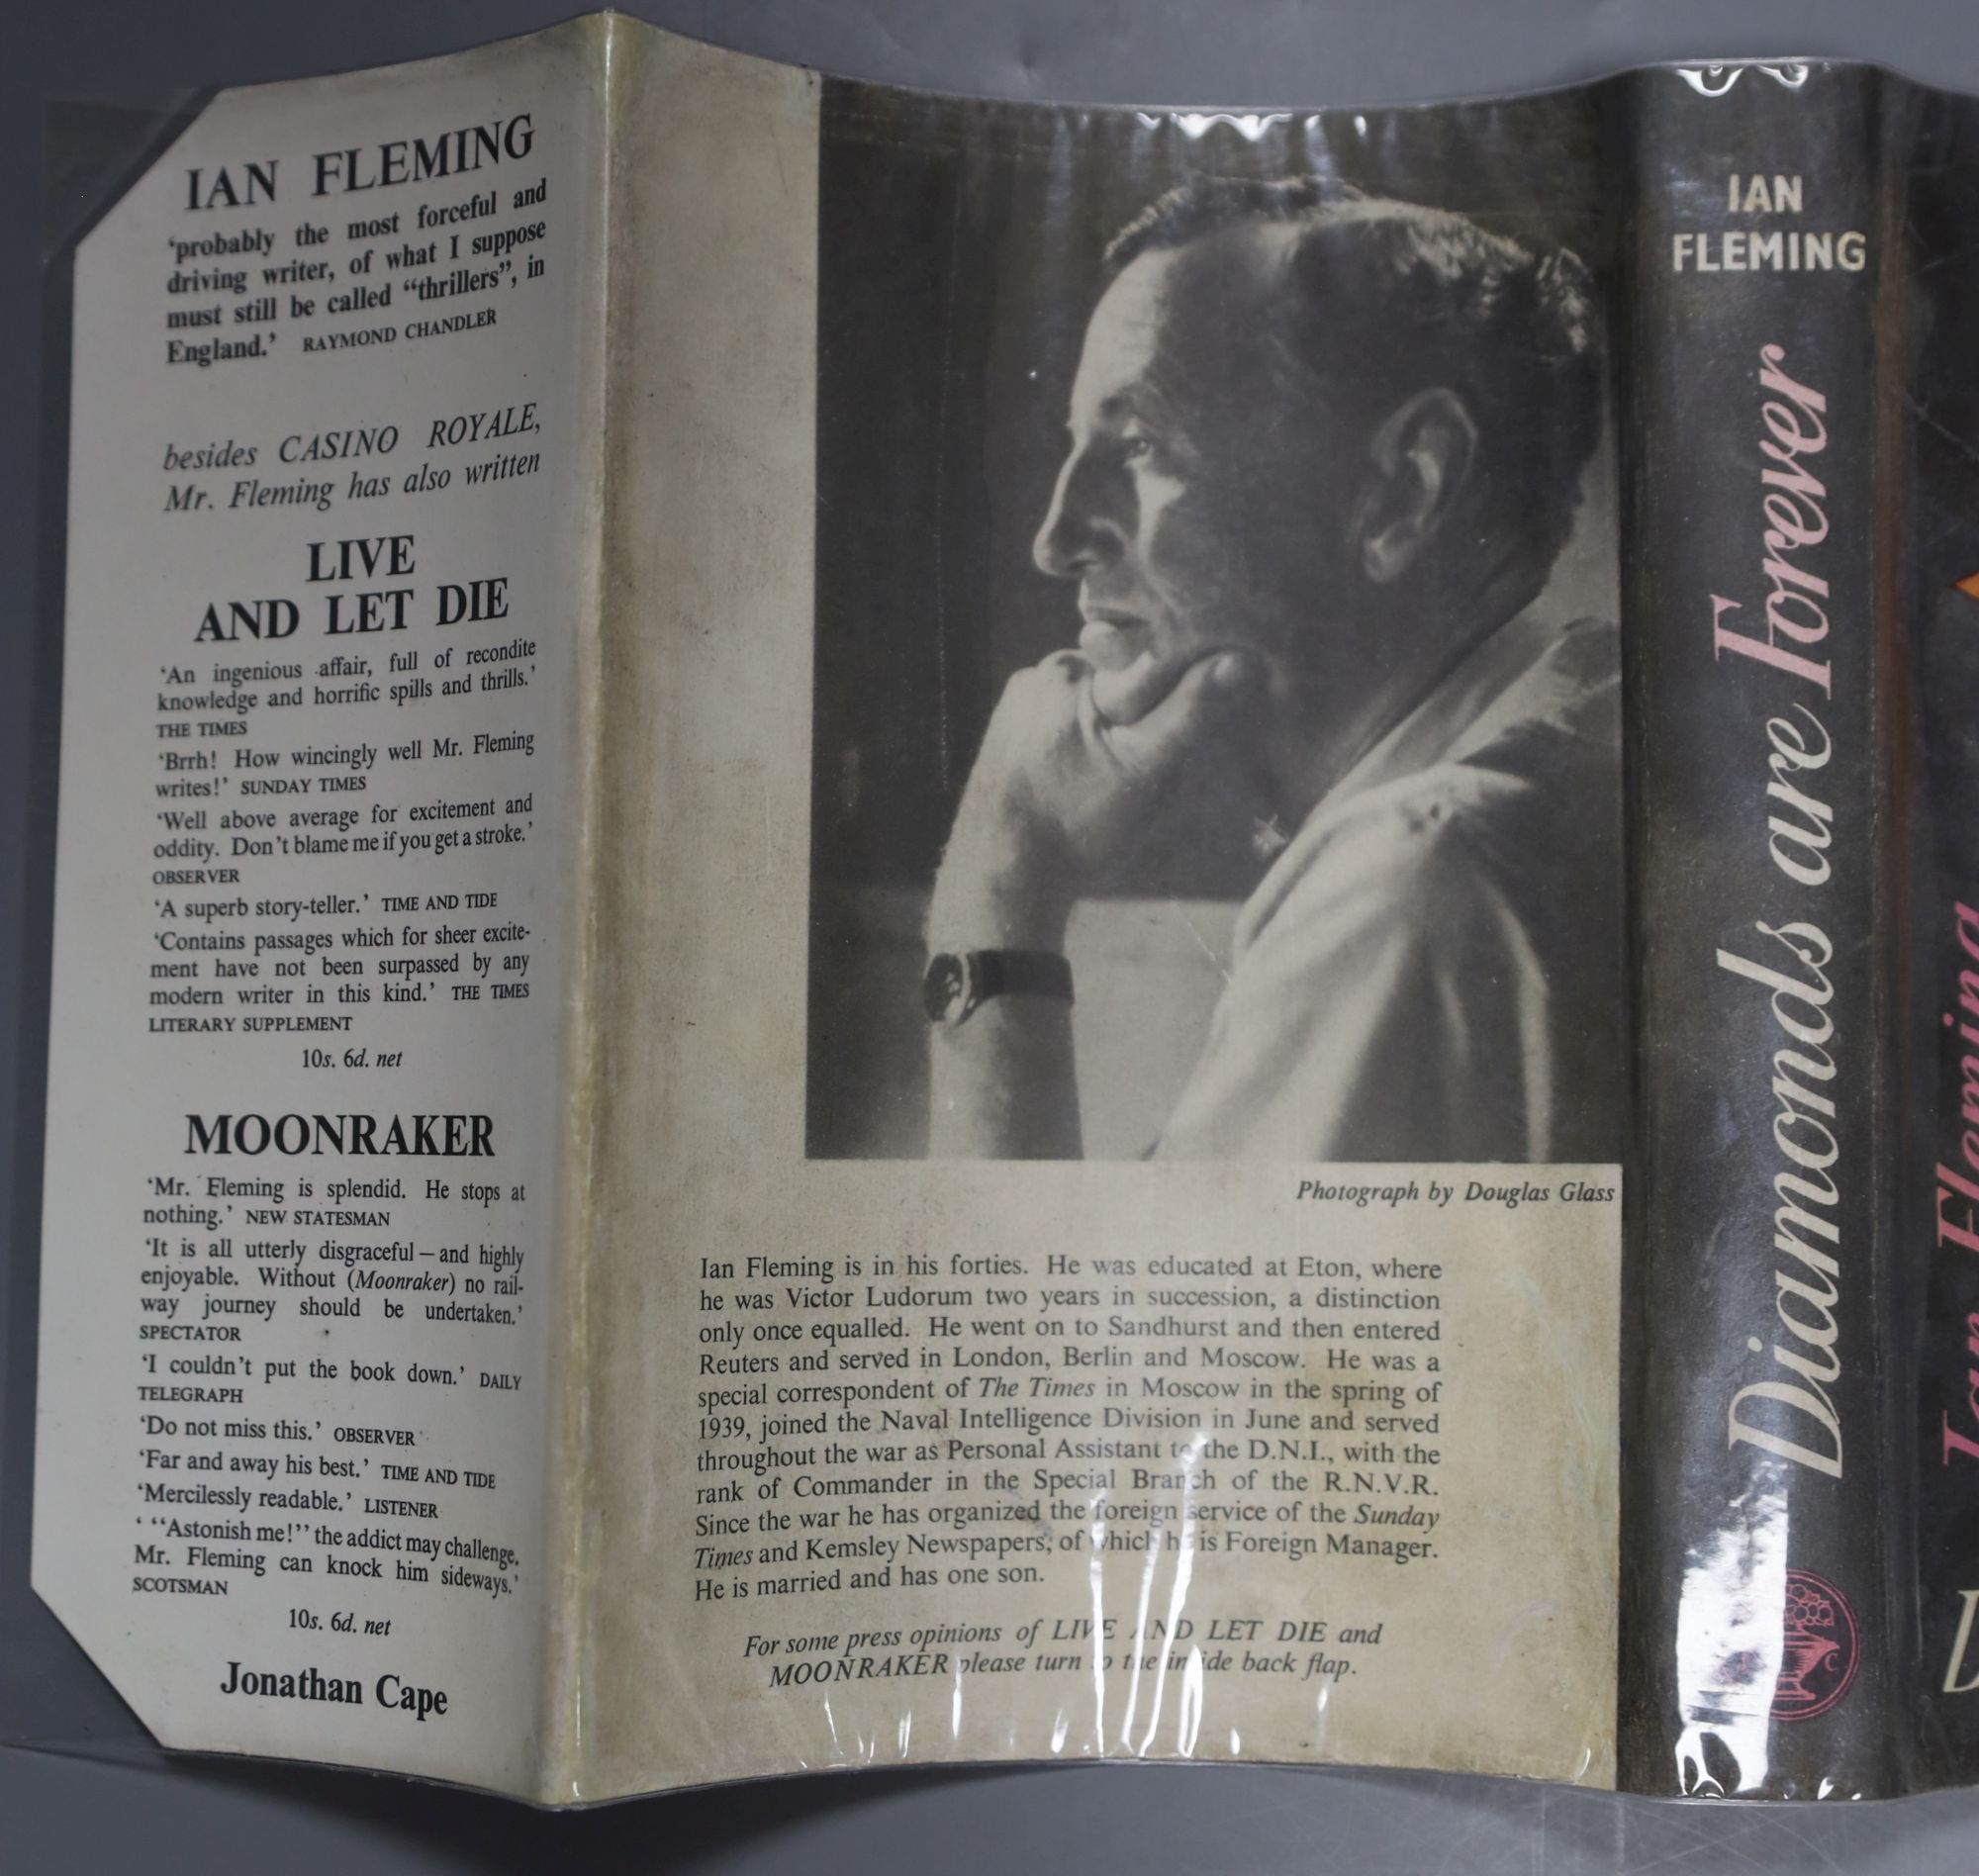 IAN FLEMING
‘probably the most forceful and
driving writer, of what I suppose
must still be called “thrillers”, in
England.’ RAYMOND CHANDLER
besides CASINO ROYALE,
Mr. Fleming has also written
LIVE
AND LET DIE
‘An ingenious affair, full of recondite
knowledge and horrific spills and thrills.’
THE TIMES
‘Brrh! How wincingly well Mr. Fleming
writes!’ SUNDAY TIMES
‘Well above average for excitement and
oddity. Don’t blame me if you get a stroke.’
OBSERVER
‘A superb story-teller.’ TIME AND TIDE
‘Contains passages which for sheer excite-
ment have not been surpassed by any
modern writer in this kind.’ THE TIMES
LITERARY SUPPLEMENT
10s. 6d. net
MOONRAKER
‘Mr. Fleming is splendid. He stops at
nothing.’ NEW STATESMAN
‘It is all utterly disgraceful – and highly
enjoyable. Without (Moonraker) no rail-
way journey should be undertaken.’
SPECTATOR
‘I couldn’t put the book down.’ DAILY
TELEGRAPH
‘Do not miss this.’ OBSERVER
‘Far and away his best.’ TIME AND TIDE
‘Mercilessly readable.’ LISTENER
‘ “Astonish me!” the addict may challenge.
Mr. Fleming can knock him sideways.’
SCOTSMAN
10s. 6d. net
Jonathan Cape
Photograph by Douglas Glass
Ian Fleming is in his forties. He was educated at Eton, where
he was Victor Ludorum two years in succession, a distinction
only once equalled. He went on to Sandhurst and then entered
Reuters and served in London, Berlin and Moscow. He was a
special correspondent of The Times in Moscow in the spring of
1939, joined the Naval Intelligence Division in June and served
throughout the war as Personal Assistant to the D.N.I., with the
rank of Commander in the Special Branch of the R.N.V.R.
Since the war he has organized the foreign service of the Sunday
Times and Kemsley Newspapers, of which he is Foreign Manager.
He is married and has one son.
For some press opinions of LIVE AND LET DIE and
MOONRAKER please turn to the inside back flap.
IAN
FLEMING
Diamonds are Forever
Ian Fleming